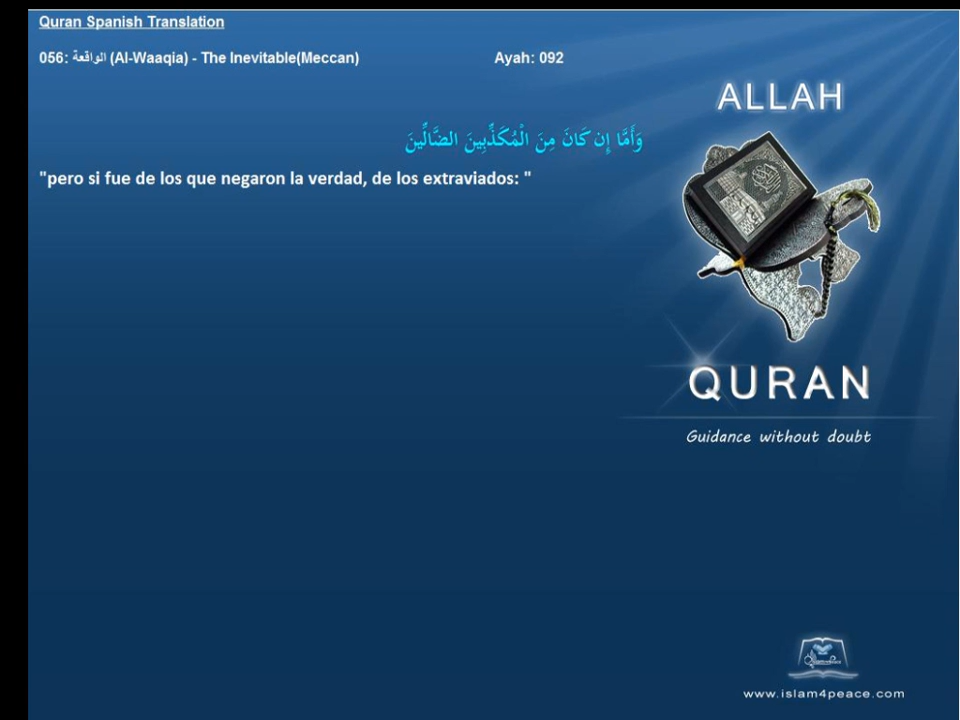 Quran Spanish Translation
056: الواقعة (Al-Waaqia) - The Inevitable(Meccan) Ayah: 092
ALLAH
وَأَمَّا إِن كَانَ مِنَ الْمُكَذِّبِينَ الضَّالِّينَ
"pero si fue de los que negaron la verdad, de los extraviados: "
QURAN
Guidance without doubt
www.islam4peace.com